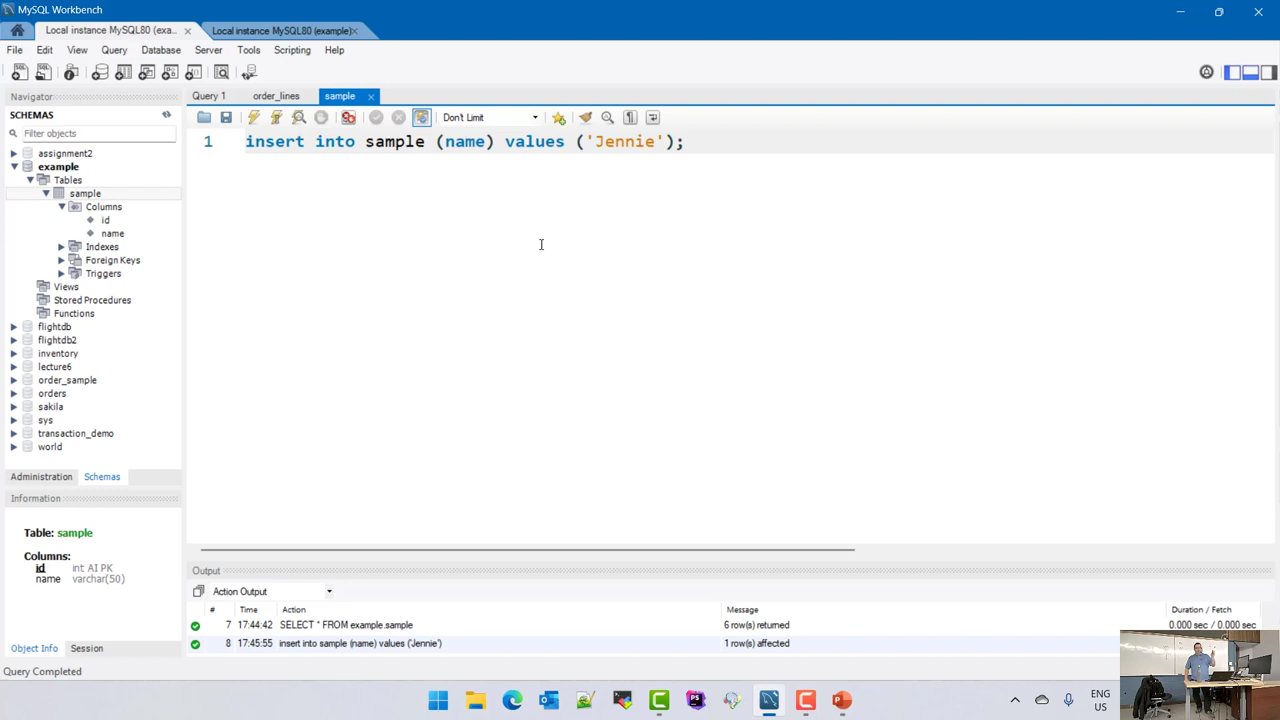 MySQL Workbench
Local instance MySQL80 (exa...
Local instance MySQL80 (example)
File Edit View Query Database Server Tools Scripting Help
Navigator
SCHEMAS
Filter objects
assignment2
example
Tables
sample
Columns
id
name
Indexes
Foreign Keys
Triggers
Views
Stored Procedures
Functions
flightdb
flightdb2
inventory
lecture6
order_sample
orders
sakila
sys
transaction_demo
world
Administration Schemas
Information
Table: sample
Columns:
id int AI PK
name varchar(50)
Object Info Session
Query Completed
Query 1 order_lines sample
Don't Limit
1 insert into sample (name) values ('Jennie');
Output
Action Output
# Time Action Message Duration / Fetch
7 17:44:42 SELECT * FROM example.sample 6 row(s) returned 0.000 sec / 0.000 sec
8 17:45:55 insert into sample (name) values ('Jennie') 1 row(s) affected
ENG
US